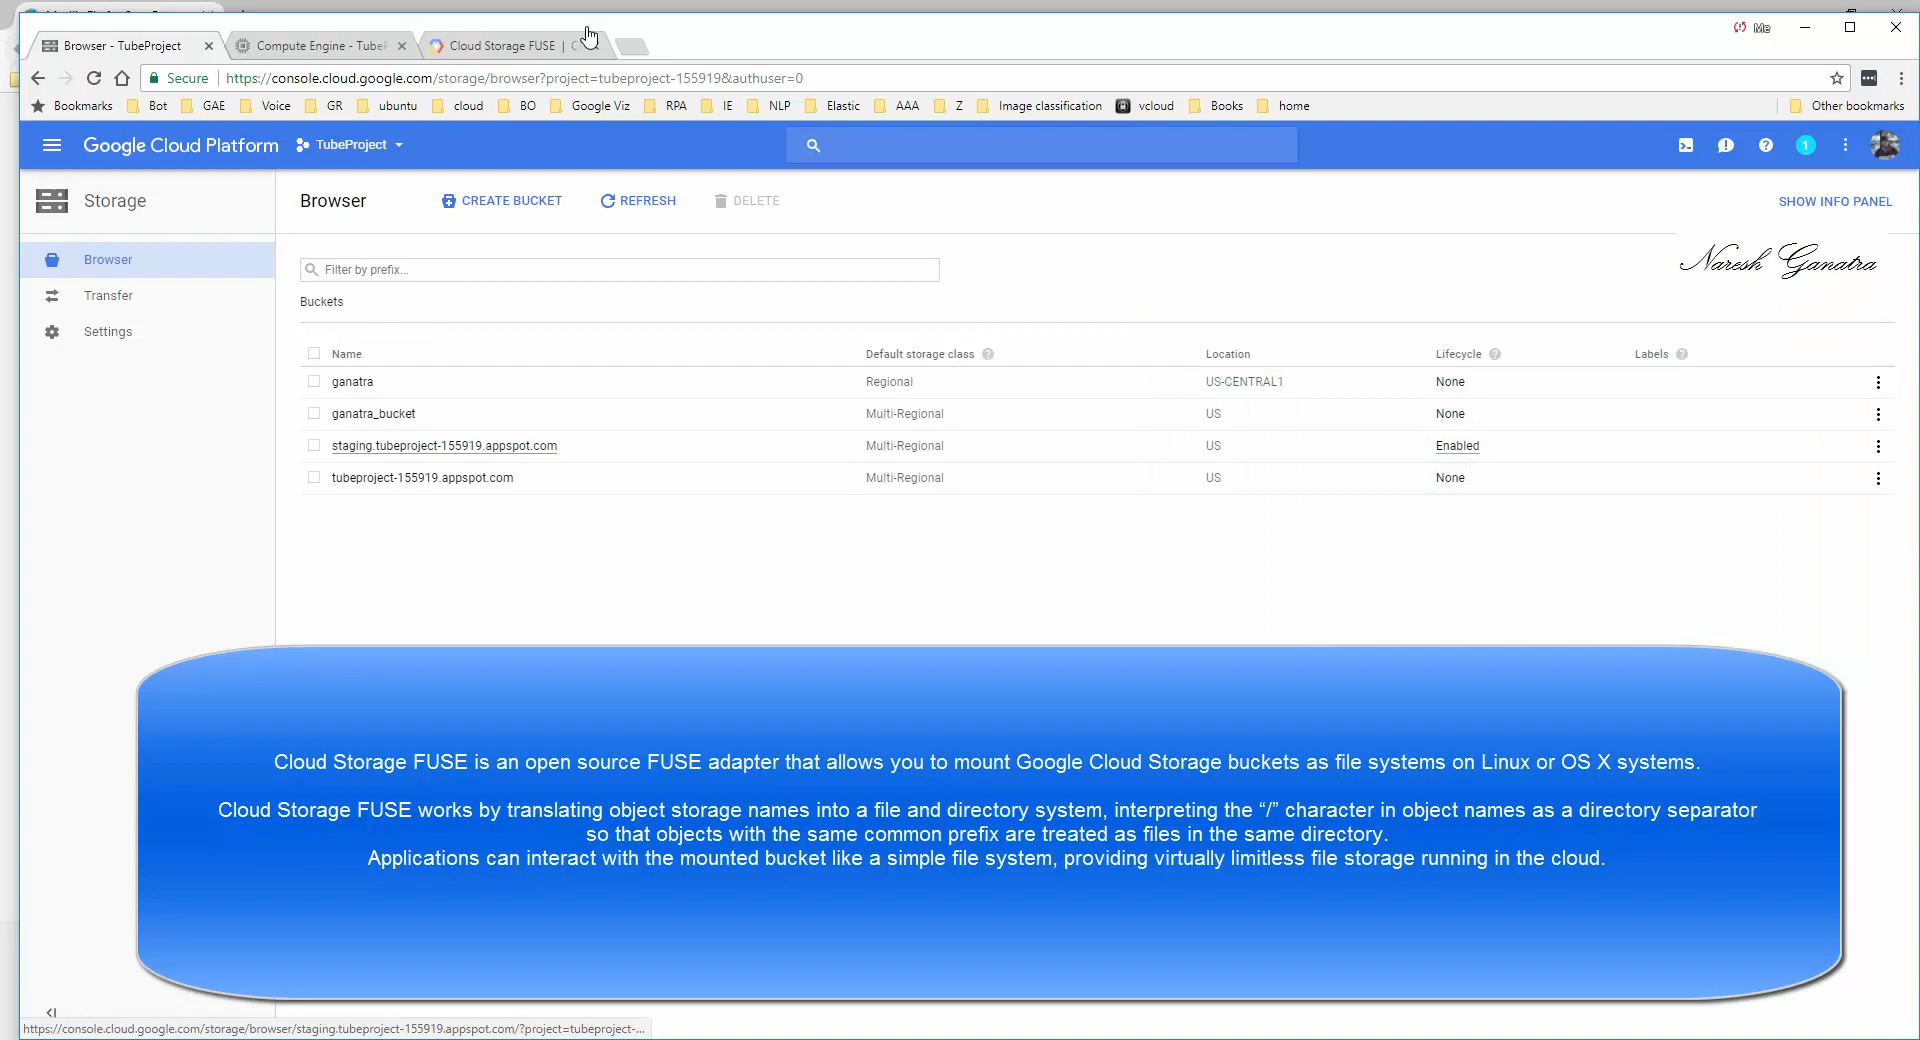 Browser - TubeProject
Compute Engine - TubeP
Cloud Storage FUSE | C
Me
Secure https://console.cloud.google.com/storage/browser?project=tubeproject-155919&authuser=0
Bookmarks Bot GAE Voice GR ubuntu cloud BO Google Viz RPA IE NLP Elastic AAA Z Image classification vcloud Books home Other bookmarks
Google Cloud Platform TubeProject 1
Storage
Browser CREATE BUCKET REFRESH DELETE SHOW INFO PANEL
Browser
Transfer
Settings
Naresh Ganatra
Filter by prefix...
Buckets
Name Default storage class Location Lifecycle Labels
ganatra Regional US-CENTRAL1 None
ganatra_bucket Multi-Regional US None
staging.tubeproject-155919.appspot.com Multi-Regional US Enabled
tubeproject-155919.appspot.com Multi-Regional US None
Cloud Storage FUSE is an open source FUSE adapter that allows you to mount Google Cloud Storage buckets as file systems on Linux or OS X systems.
Cloud Storage FUSE works by translating object storage names into a file and directory system, interpreting the “/” character in object names as a directory separator
so that objects with the same common prefix are treated as files in the same directory.
Applications can interact with the mounted bucket like a simple file system, providing virtually limitless file storage running in the cloud.
https://console.cloud.google.com/storage/browser/staging.tubeproject-155919.appspot.com/?project=tubeproject-...